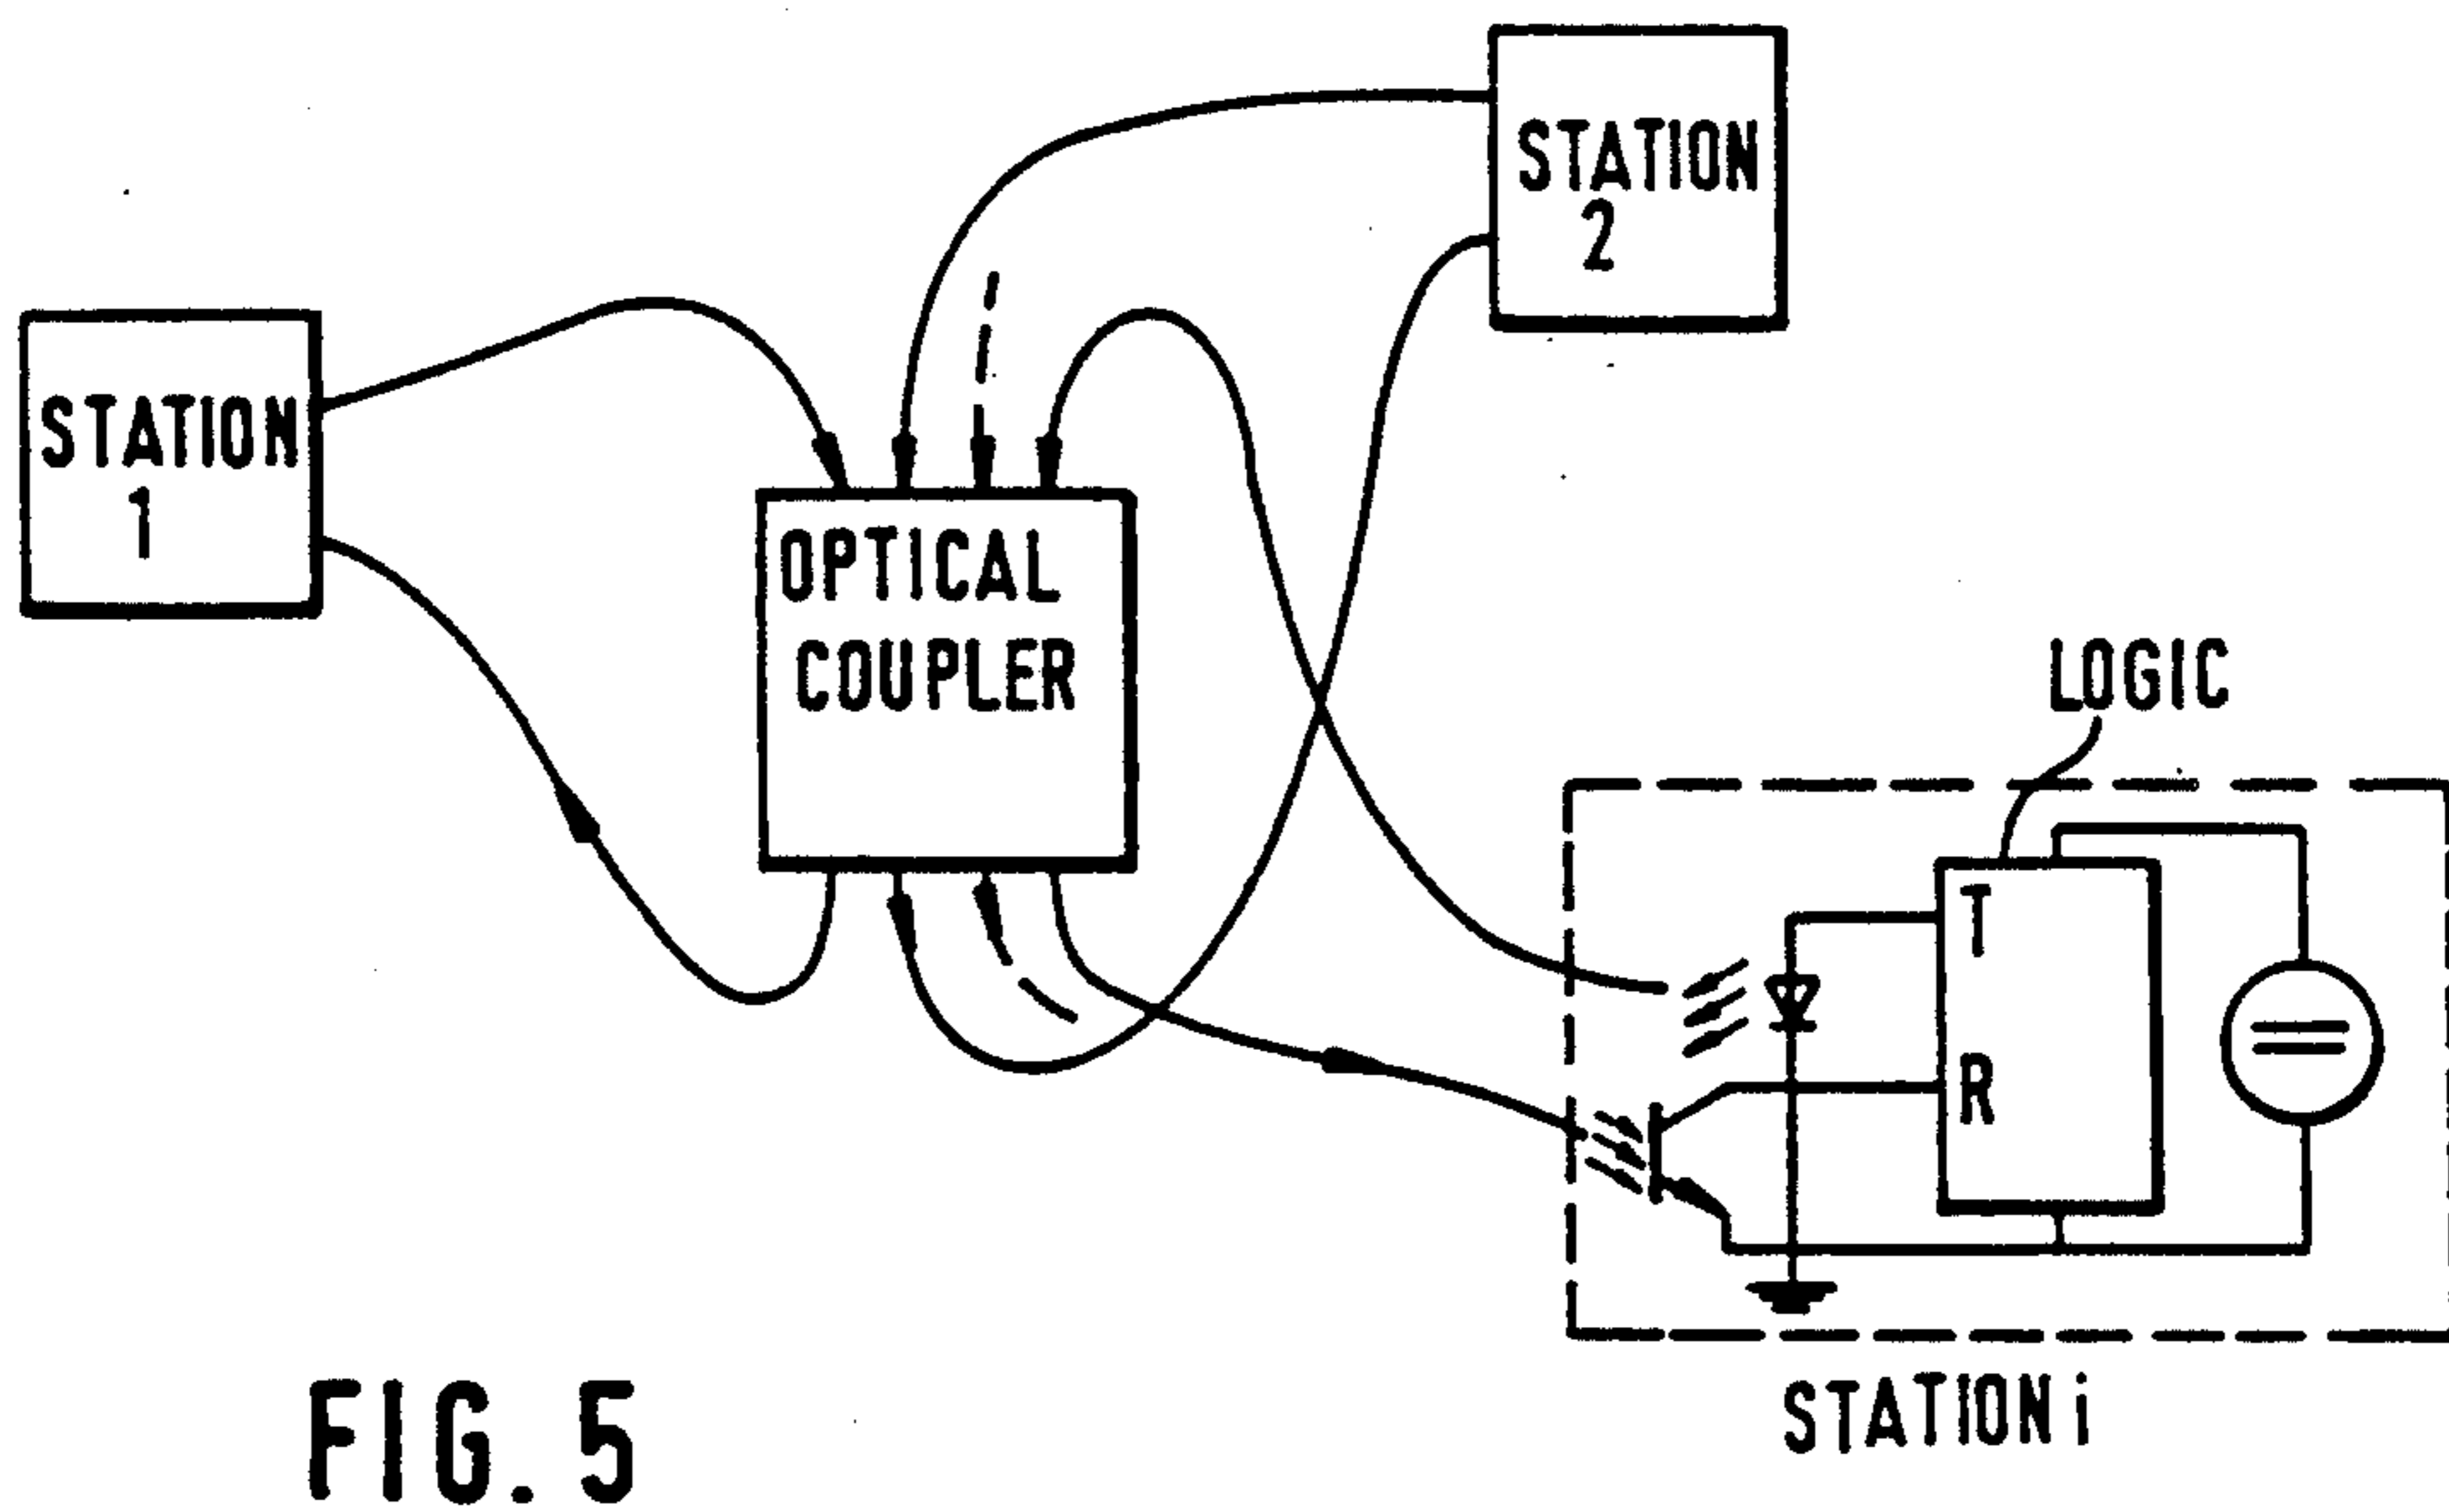 STATION
2
STATION
1
OPTICAL
COUPLER
LOGIC
T
R
STATION i
FIG. 5